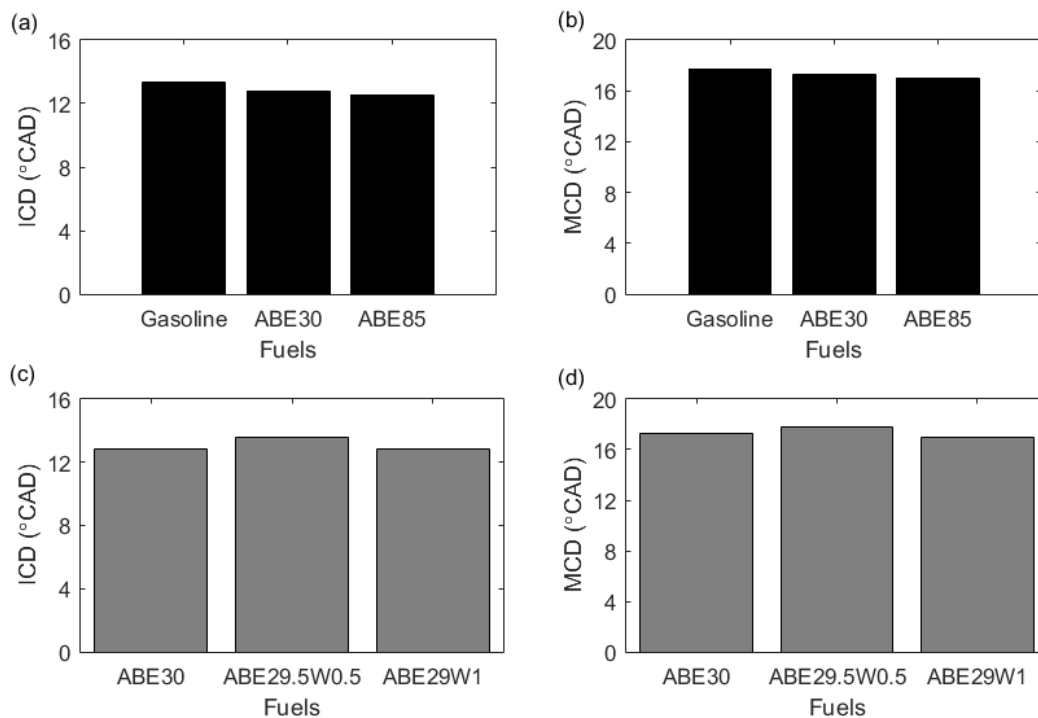 (a)
16
12
8
4
0
ICD (°CAD)
Gasoline ABE30 ABE85
Fuels
(b)
20
16
12
8
4
0
MCD (°CAD)
Gasoline ABE30 ABE85
Fuels
(c)
16
12
8
4
0
ICD (°CAD)
ABE30 ABE29.5W0.5 ABE29W1
Fuels
(d)
20
16
12
8
4
0
MCD (°CAD)
ABE30 ABE29.5W0.5 ABE29W1
Fuels